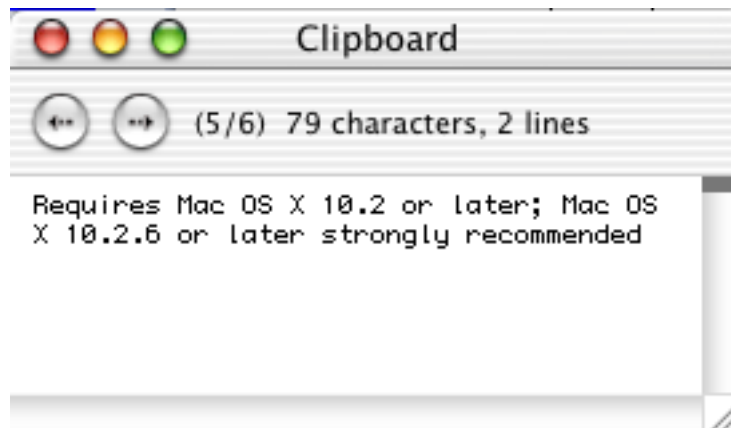 Clipboard
(5/6) 79 characters, 2 lines
Requires Mac OS X 10.2 or later; Mac OS
X 10.2.6 or later strongly recommended